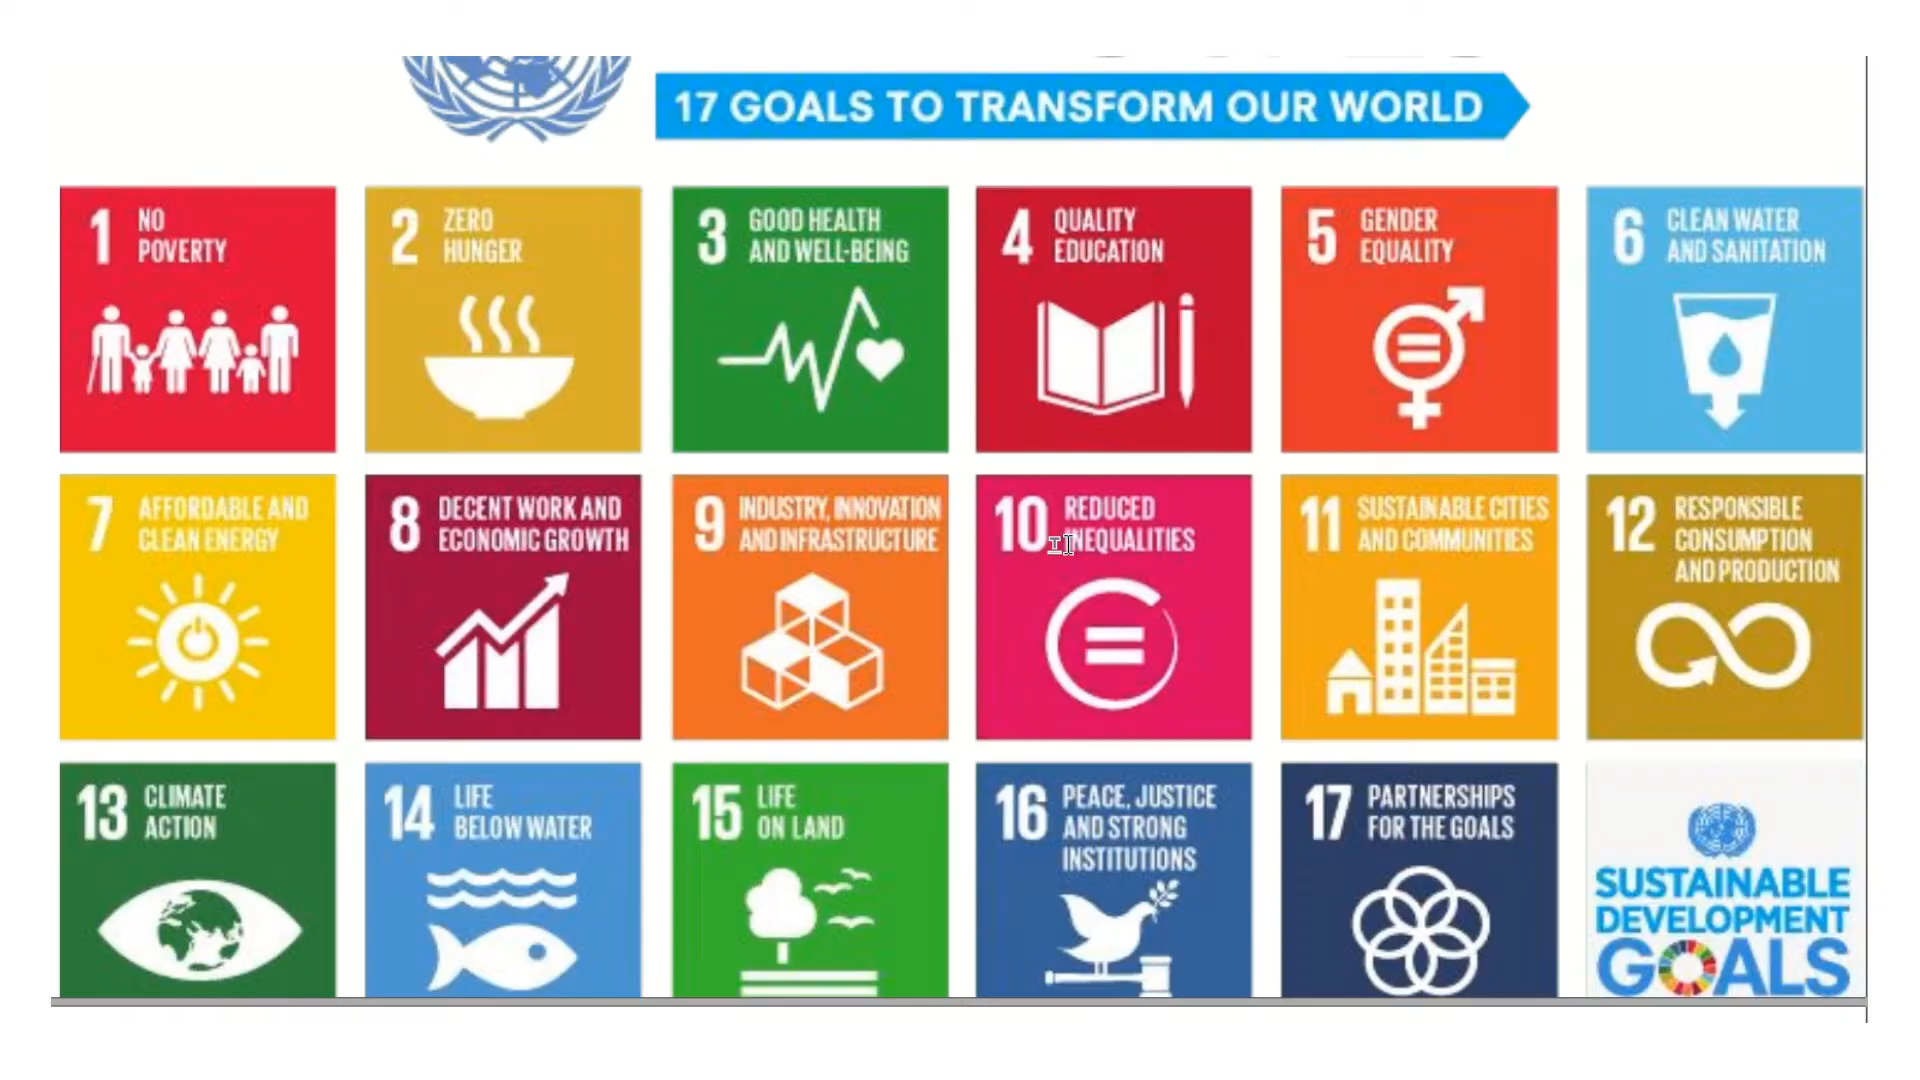 17 GOALS TO TRANSFORM OUR WORLD
1 NO
POVERTY
2 ZERO
HUNGER
3 GOOD HEALTH
AND WELL-BEING
4 QUALITY
EDUCATION
5 GENDER
EQUALITY
6 CLEAN WATER
AND SANITATION
7 AFFORDABLE AND
CLEAN ENERGY
8 DECENT WORK AND
ECONOMIC GROWTH
9 INDUSTRY, INNOVATION
AND INFRASTRUCTURE
10 REDUCED
INEQUALITIES
11 SUSTAINABLE CITIES
AND COMMUNITIES
12 RESPONSIBLE
CONSUMPTION
AND PRODUCTION
13 CLIMATE
ACTION
14 LIFE
BELOW WATER
15 LIFE
ON LAND
16 PEACE, JUSTICE
AND STRONG
INSTITUTIONS
17 PARTNERSHIPS
FOR THE GOALS
SUSTAINABLE
DEVELOPMENT
GOALS